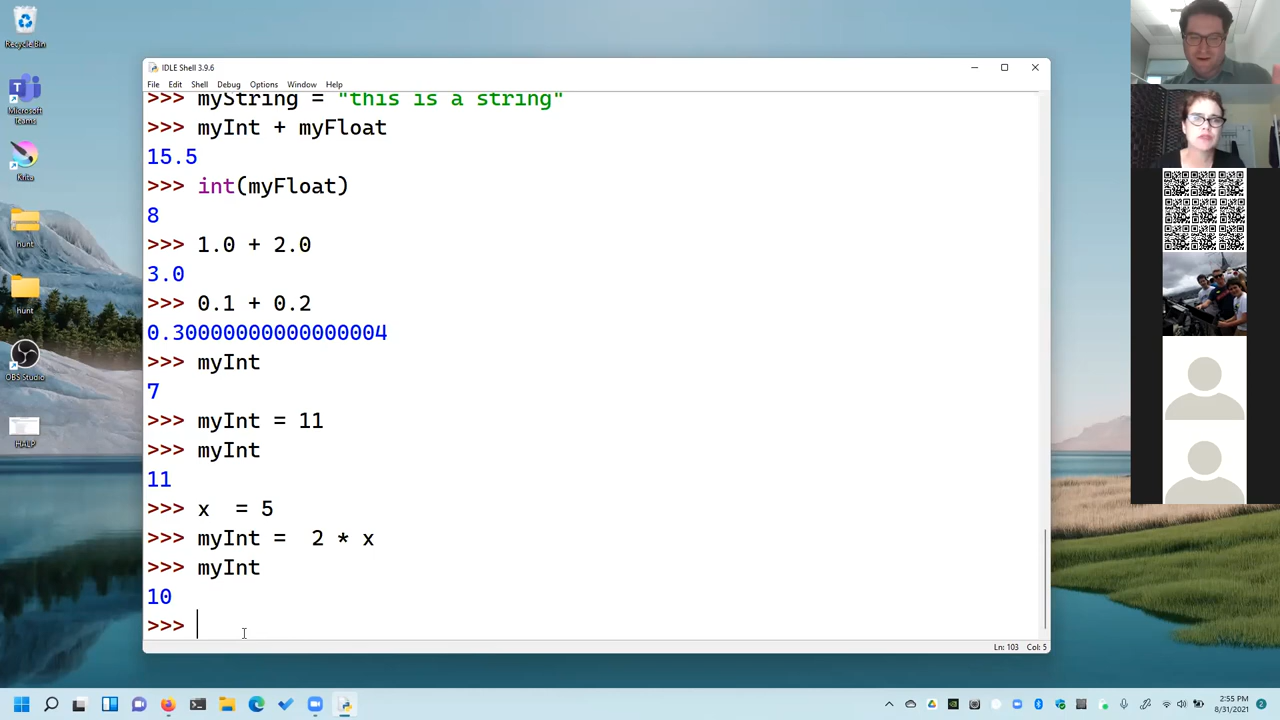 Recycle Bin
Microsoft
Teams
Krita
hunt
hunt
OBS Studio
HALP
IDLE Shell 3.9.6
File Edit Shell Debug Options Window Help
>>> myString = "this is a string"
>>> myInt + myFloat
15.5
>>> int(myFloat)
8
>>> 1.0 + 2.0
3.0
>>> 0.1 + 0.2
0.30000000000000004
>>> myInt
7
>>> myInt = 11
>>> myInt
11
>>> x  = 5
>>> myInt =  2 * x
>>> myInt
10
>>>
Ln: 103 Col: 5
2:55 PM
8/31/2021
2